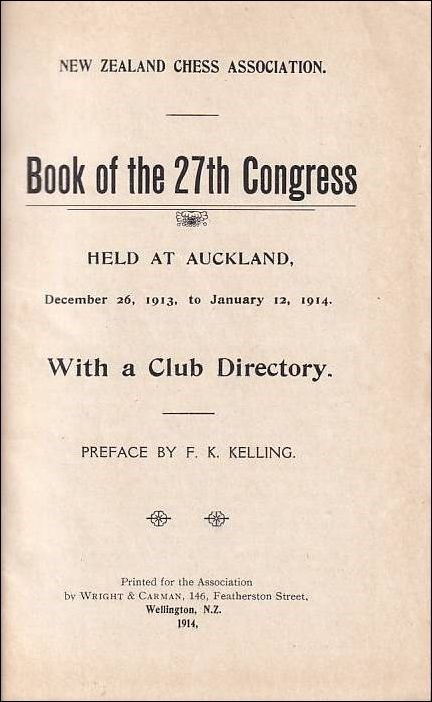 NEW ZEALAND CHESS ASSOCIATION.
Book of the 27th Congress
HELD AT AUCKLAND,
December 26, 1913, to January 12, 1914.
With a Club Directory.
PREFACE BY F. K. KELLING.
Printed for the Association
by WRIGHT & CARMAN, 146, Featherston Street,
Wellington, N.Z.
1914,